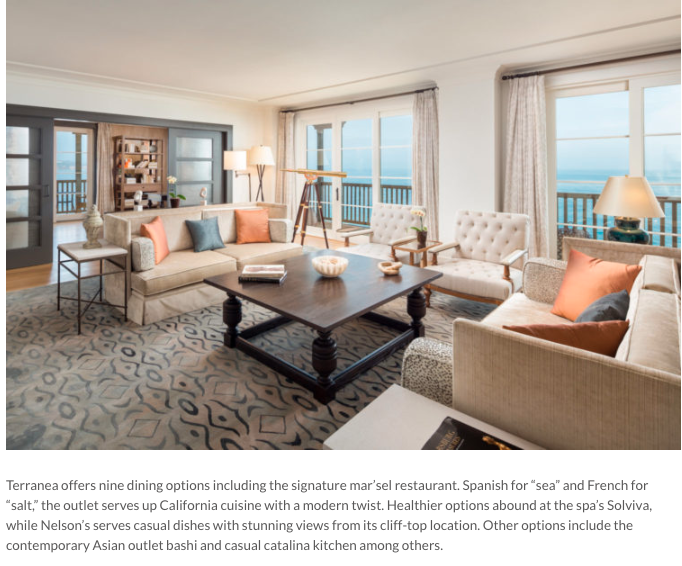 Terranea offers nine dining options including the signature mar’sel restaurant. Spanish for “sea” and French for
“salt,” the outlet serves up California cuisine with a modern twist. Healthier options abound at the spa’s Solviva,
while Nelson’s serves casual dishes with stunning views from its cliff-top location. Other options include the
contemporary Asian outlet bashi and casual catalina kitchen among others.